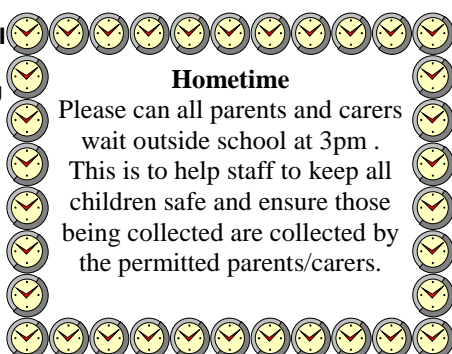 Hometime
Please can all parents and carers
wait outside school at 3pm .
This is to help staff to keep all
children safe and ensure those
being collected are collected by
the permitted parents/carers.